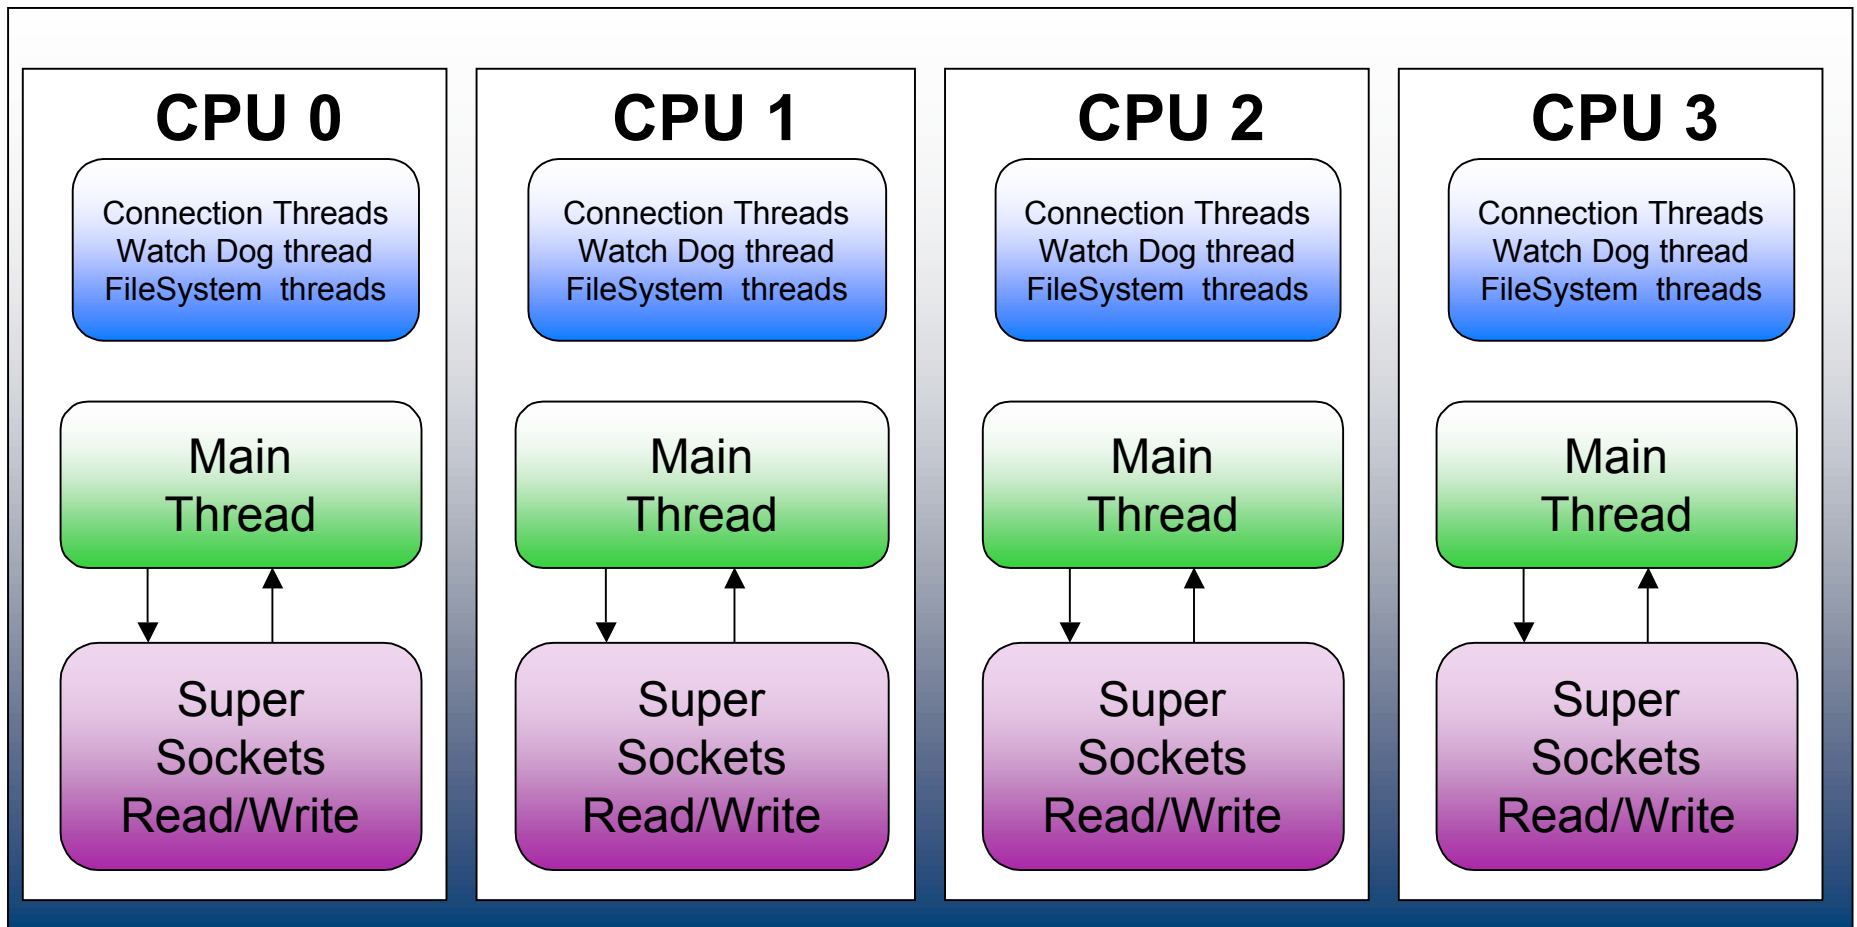 CPU 0
Connection Threads
Watch Dog thread
FileSystem threads
Main
Thread
Super
Sockets
Read/Write
CPU 1
Connection Threads
Watch Dog thread
FileSystem threads
Main
Thread
Super
Sockets
Read/Write
CPU 2
Connection Threads
Watch Dog thread
FileSystem threads
Main
Thread
Super
Sockets
Read/Write
CPU 3
Connection Threads
Watch Dog thread
FileSystem threads
Main
Thread
Super
Sockets
Read/Write